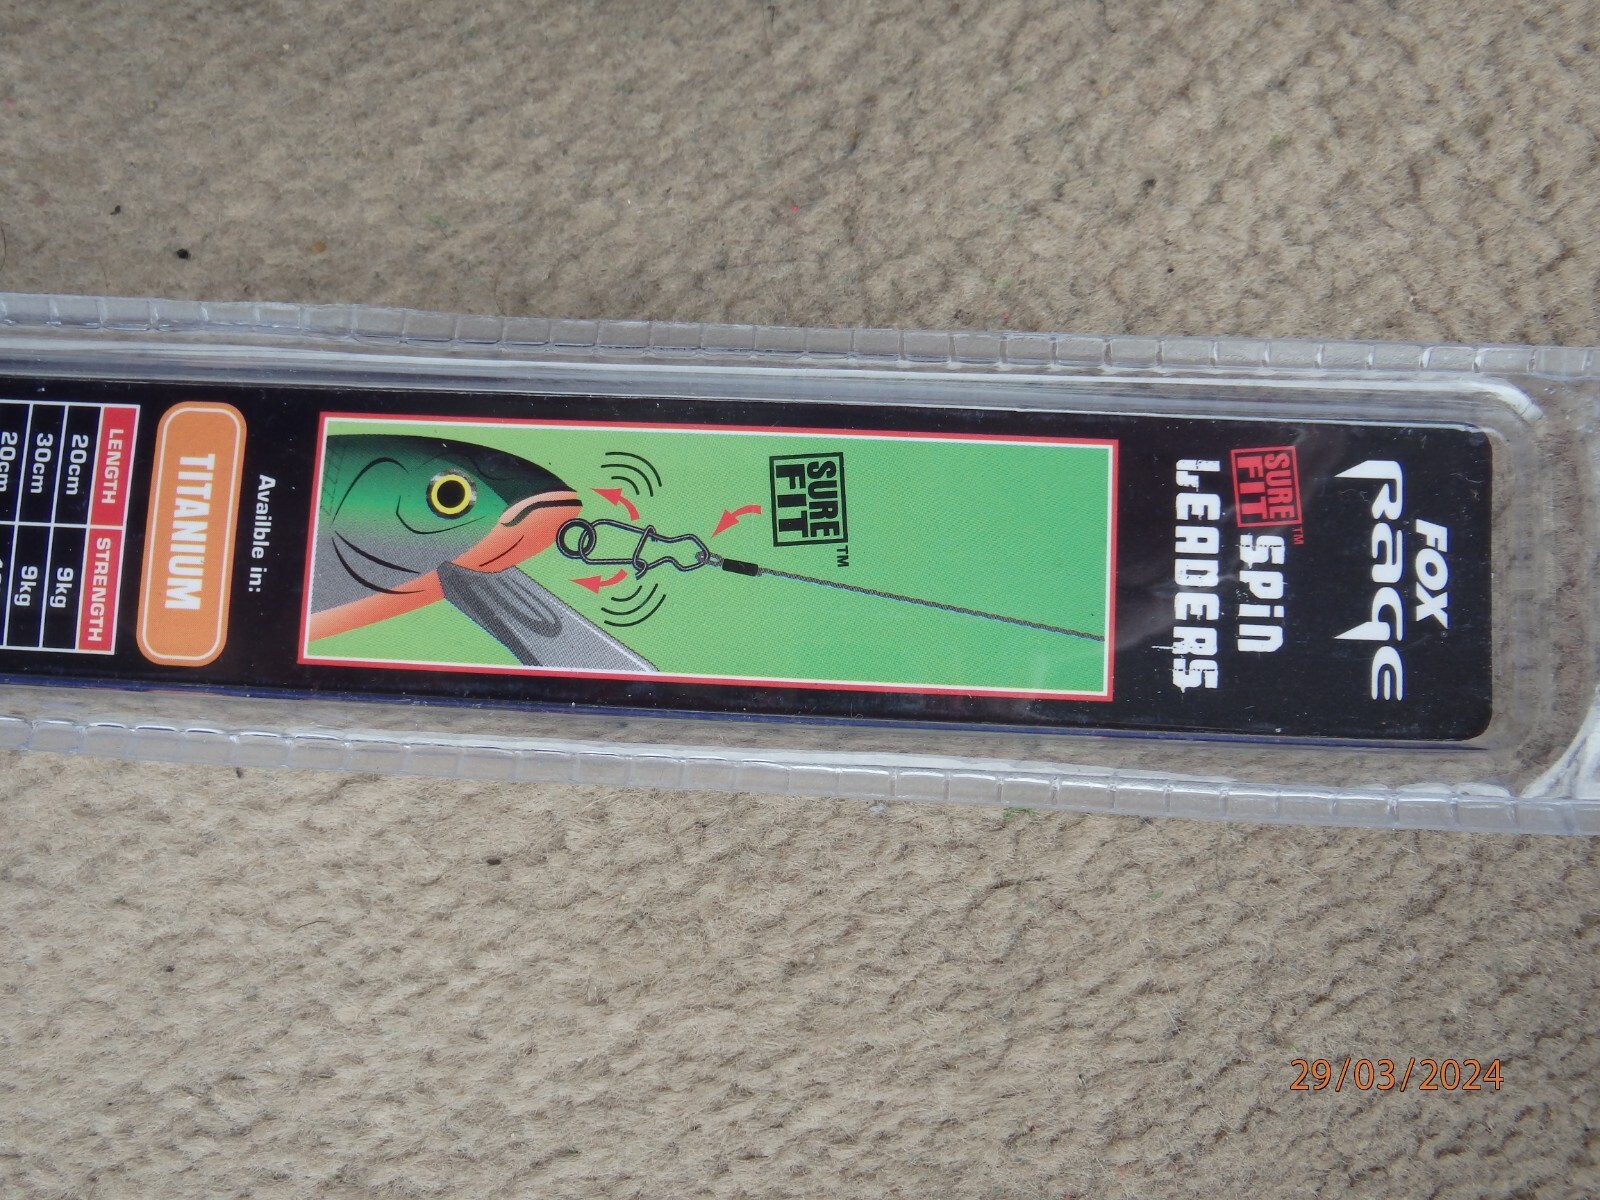 FOX
RAGE
SURE FIT™ SPIN
LEADERS
SURE
FIT™
Availble in:
TITANIUM
LENGTH STRENGTH
20cm 9kg
30cm 9kg
20cm
29/03/2024